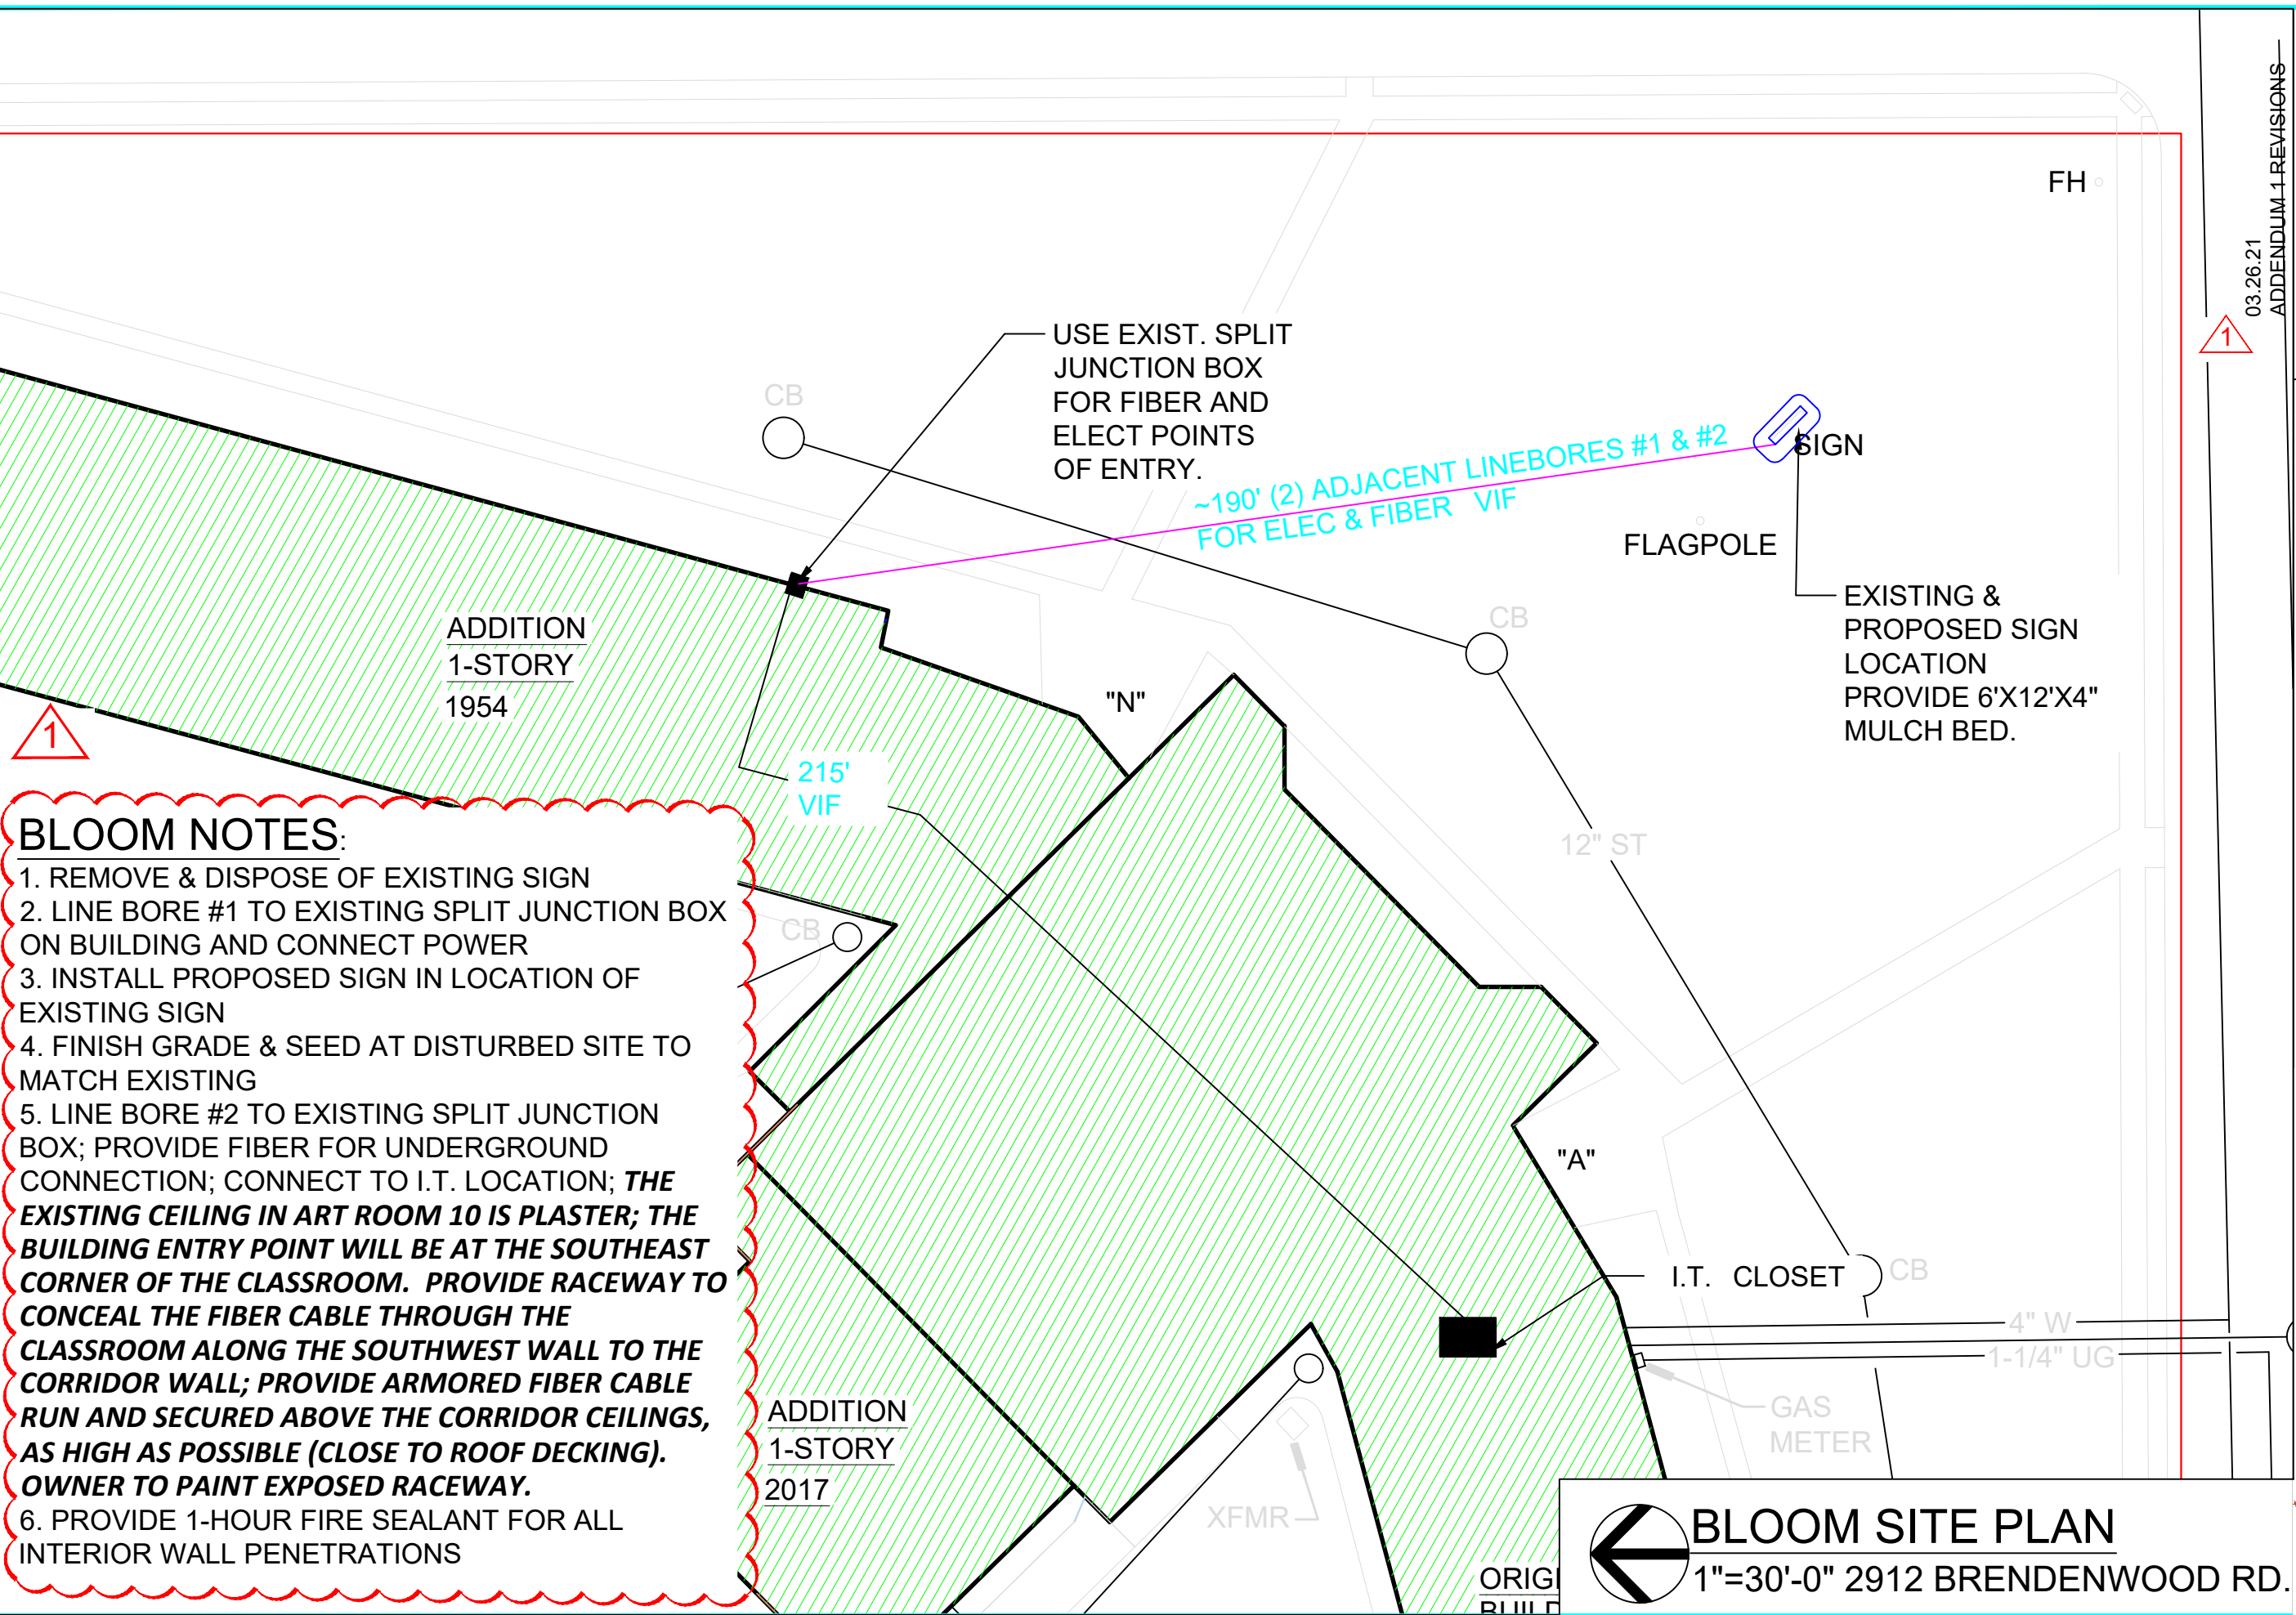 03.26.21
ADDENDUM 1 REVISIONS
1
FH
USE EXIST. SPLIT
JUNCTION BOX
FOR FIBER AND
ELECT POINTS
OF ENTRY.
CB
~190' (2) ADJACENT LINEBORES #1 & #2
FOR ELEC & FIBER VIF
SIGN
FLAGPOLE
EXISTING &
PROPOSED SIGN
LOCATION
PROVIDE 6'X12'X4"
MULCH BED.
CB
ADDITION
1-STORY
1954
"N"
215'
VIF
12" ST
1
BLOOM NOTES:
1. REMOVE & DISPOSE OF EXISTING SIGN
2. LINE BORE #1 TO EXISTING SPLIT JUNCTION BOX
ON BUILDING AND CONNECT POWER
3. INSTALL PROPOSED SIGN IN LOCATION OF
EXISTING SIGN
4. FINISH GRADE & SEED AT DISTURBED SITE TO
MATCH EXISTING
5. LINE BORE #2 TO EXISTING SPLIT JUNCTION
BOX; PROVIDE FIBER FOR UNDERGROUND
CONNECTION; CONNECT TO I.T. LOCATION; THE
EXISTING CEILING IN ART ROOM 10 IS PLASTER; THE
BUILDING ENTRY POINT WILL BE AT THE SOUTHEAST
CORNER OF THE CLASSROOM. PROVIDE RACEWAY TO
CONCEAL THE FIBER CABLE THROUGH THE
CLASSROOM ALONG THE SOUTHWEST WALL TO THE
CORRIDOR WALL; PROVIDE ARMORED FIBER CABLE
RUN AND SECURED ABOVE THE CORRIDOR CEILINGS,
AS HIGH AS POSSIBLE (CLOSE TO ROOF DECKING).
OWNER TO PAINT EXPOSED RACEWAY.
6. PROVIDE 1-HOUR FIRE SEALANT FOR ALL
INTERIOR WALL PENETRATIONS
CB
"A"
I.T. CLOSET
CB
4" W
1-1/4" UG
GAS
METER
ADDITION
1-STORY
2017
XFMR
ORIGI
BUILD
BLOOM SITE PLAN
1"=30'-0" 2912 BRENDENWOOD RD.